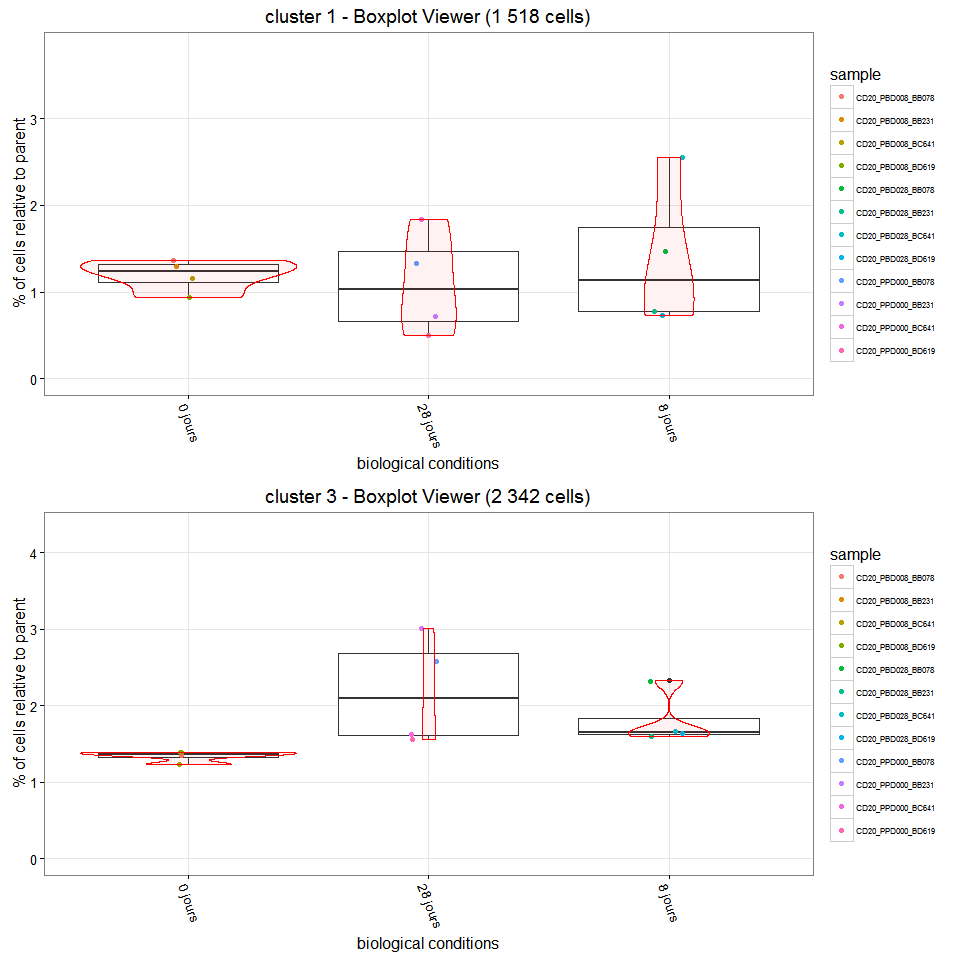 cluster 1 - Boxplot Viewer (1 518 cells)
% of cells relative to parent
3
2
1
0
0 jours
28 jours
8 jours
biological conditions
sample
CD20_PBD008_BB078
CD20_PBD008_BB231
CD20_PBD008_BC641
CD20_PBD008_BD619
CD20_PBD028_BB078
CD20_PBD028_BB231
CD20_PBD028_BC641
CD20_PBD028_BD619
CD20_PPD000_BB078
CD20_PPD000_BB231
CD20_PPD000_BC641
CD20_PPD000_BD619
cluster 3 - Boxplot Viewer (2 342 cells)
% of cells relative to parent
4
3
2
1
0
0 jours
28 jours
8 jours
biological conditions
sample
CD20_PBD008_BB078
CD20_PBD008_BB231
CD20_PBD008_BC641
CD20_PBD008_BD619
CD20_PBD028_BB078
CD20_PBD028_BB231
CD20_PBD028_BC641
CD20_PBD028_BD619
CD20_PPD000_BB078
CD20_PPD000_BB231
CD20_PPD000_BC641
CD20_PPD000_BD619